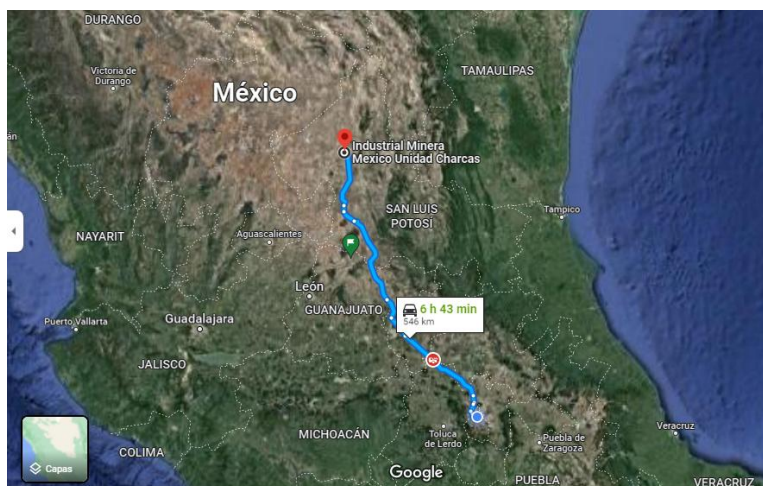 DURANGO
Victoria de
Durango
México
TAMAULIPAS
Industrial Minera
Mexico Unidad Charcas
SAN LUIS
POTOSÍ
Tampico
NAYARIT
Aguascalientes
León
GUANAJUATO
6 h 43 min
546 km
Puerto Vallarta
Guadalajara
JALISCO
MICHOACÁN
Toluca
de Lerdo
Puebla de
Zaragoza
Veracruz
COLIMA
Capas
Google
PUEBLA
VERACRUZ